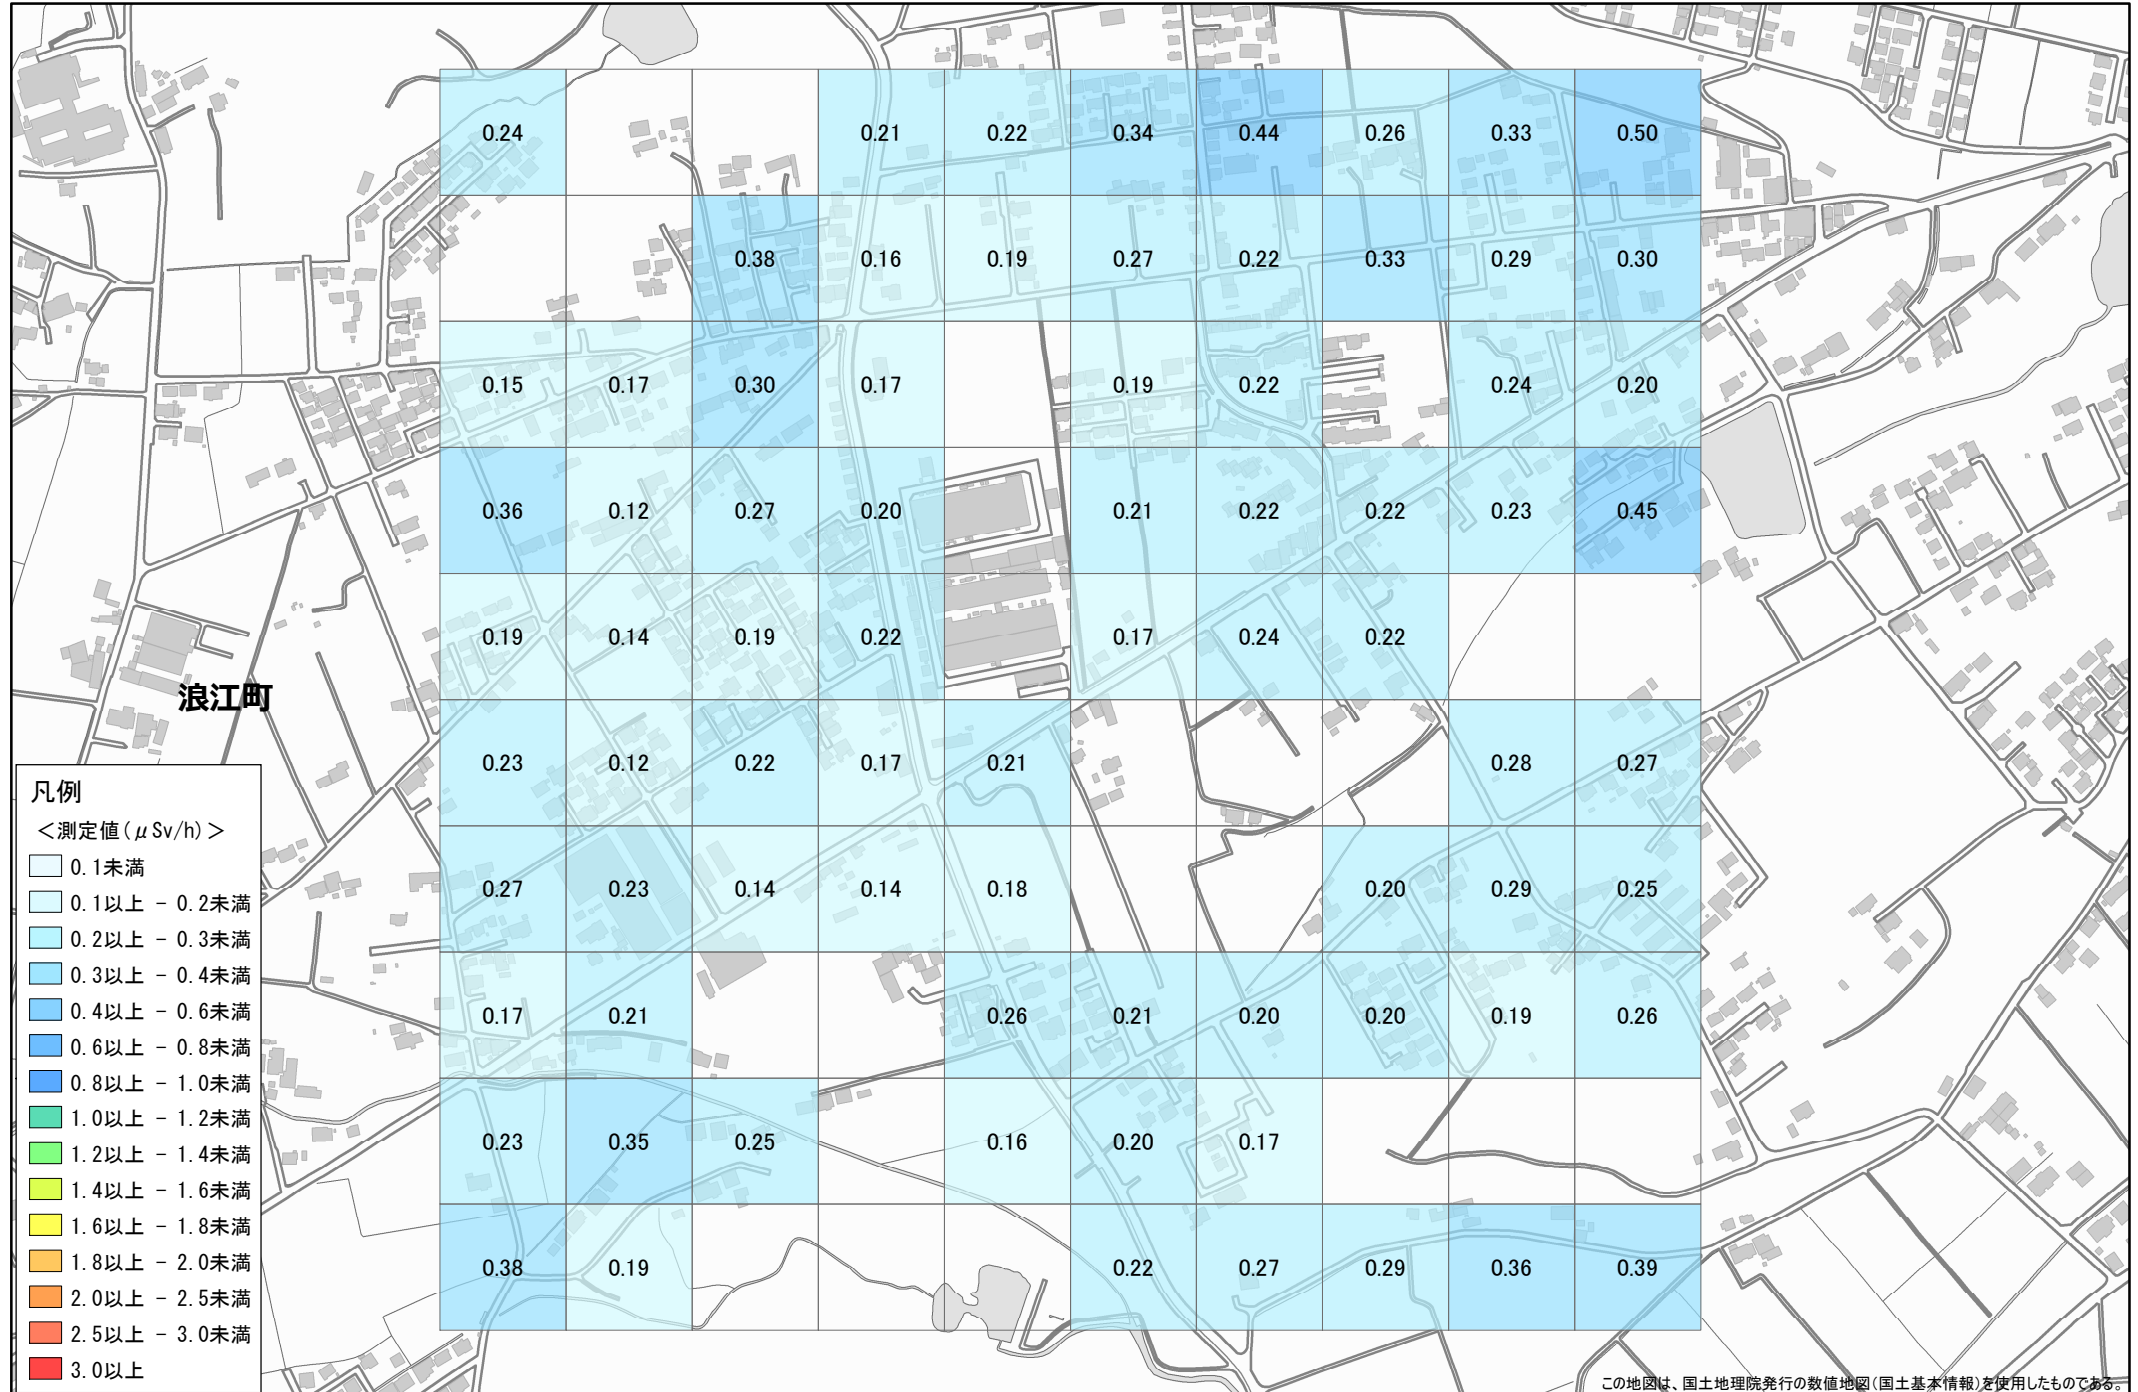 0.24 0.21 0.22 0.34 0.44 0.26 0.33 0.50
0.38 0.16 0.19 0.27 0.22 0.33 0.29 0.30
0.15 0.17 0.30 0.17 0.19 0.22 0.24 0.20
0.36 0.12 0.27 0.20 0.21 0.22 0.22 0.23 0.45
0.19 0.14 0.19 0.22 0.17 0.24 0.22
浪江町
0.23 0.12 0.22 0.17 0.21 0.28 0.27
0.27 0.23 0.14 0.14 0.18 0.20 0.29 0.25
0.17 0.21 0.26 0.21 0.20 0.20 0.19 0.26
0.23 0.35 0.25 0.16 0.20 0.17
0.38 0.19 0.22 0.27 0.29 0.36 0.39
凡例
＜測定値(μSv/h)＞
0.1未満
0.1以上 － 0.2未満
0.2以上 － 0.3未満
0.3以上 － 0.4未満
0.4以上 － 0.6未満
0.6以上 － 0.8未満
0.8以上 － 1.0未満
1.0以上 － 1.2未満
1.2以上 － 1.4未満
1.4以上 － 1.6未満
1.6以上 － 1.8未満
1.8以上 － 2.0未満
2.0以上 － 2.5未満
2.5以上 － 3.0未満
3.0以上
この地図は、国土地理院発行の数値地図(国土基本情報)を使用したものである。